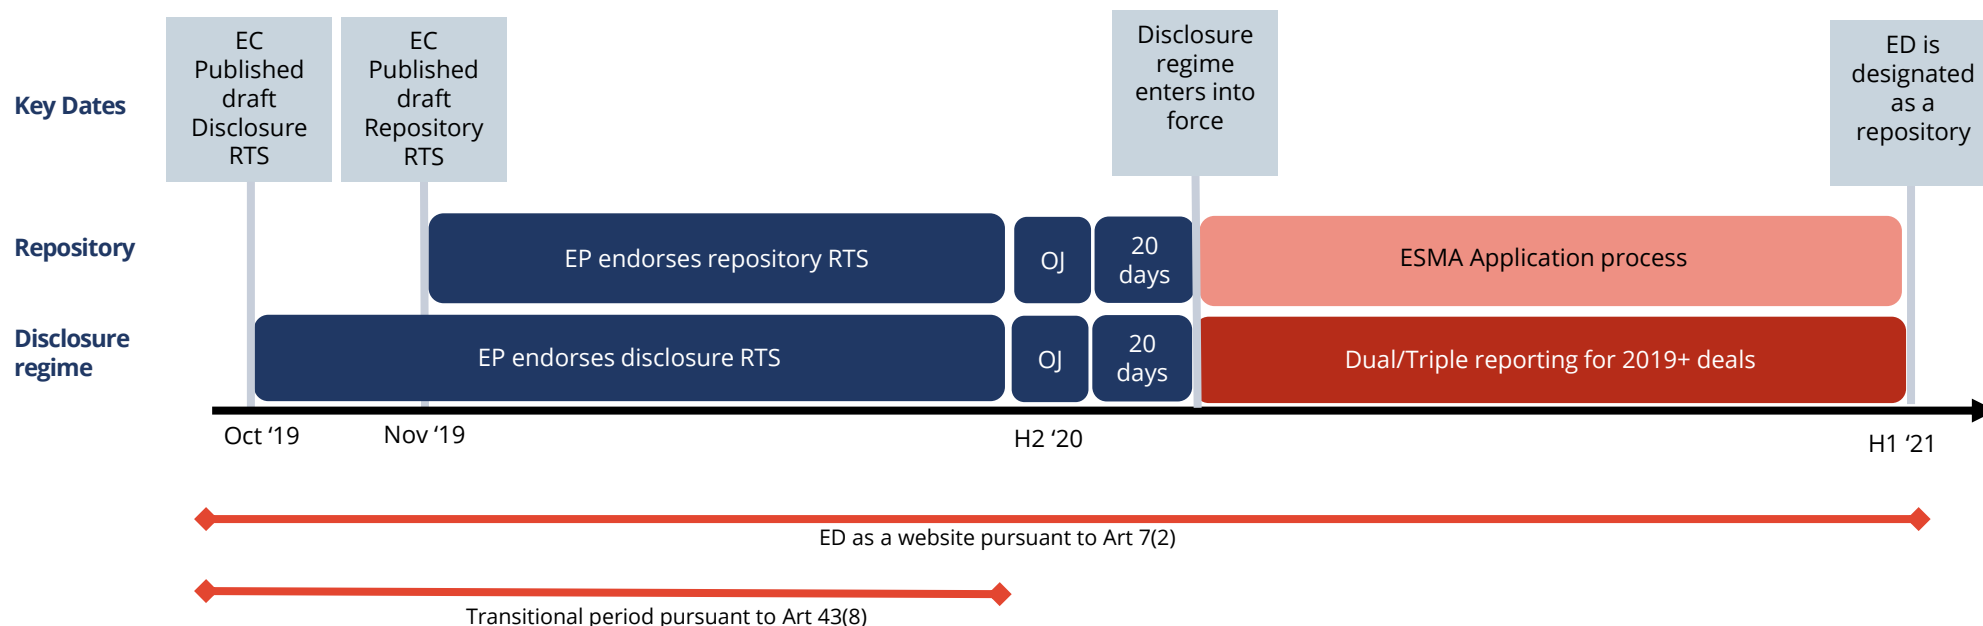 EC
Published
draft
Disclosure
RTS
EC
Published
draft
Repository
RTS
Disclosure
regime
enters into
force
ED is
designated
as a
repository
Key Dates
Repository
EP endorses repository RTS
OJ
20
days
ESMA Application process
Disclosure
regime
EP endorses disclosure RTS
OJ
20
days
Dual/Triple reporting for 2019+ deals
Oct ‘19
Nov ‘19
H2 ‘20
H1 ‘21
ED as a website pursuant to Art 7(2)
Transitional period pursuant to Art 43(8)